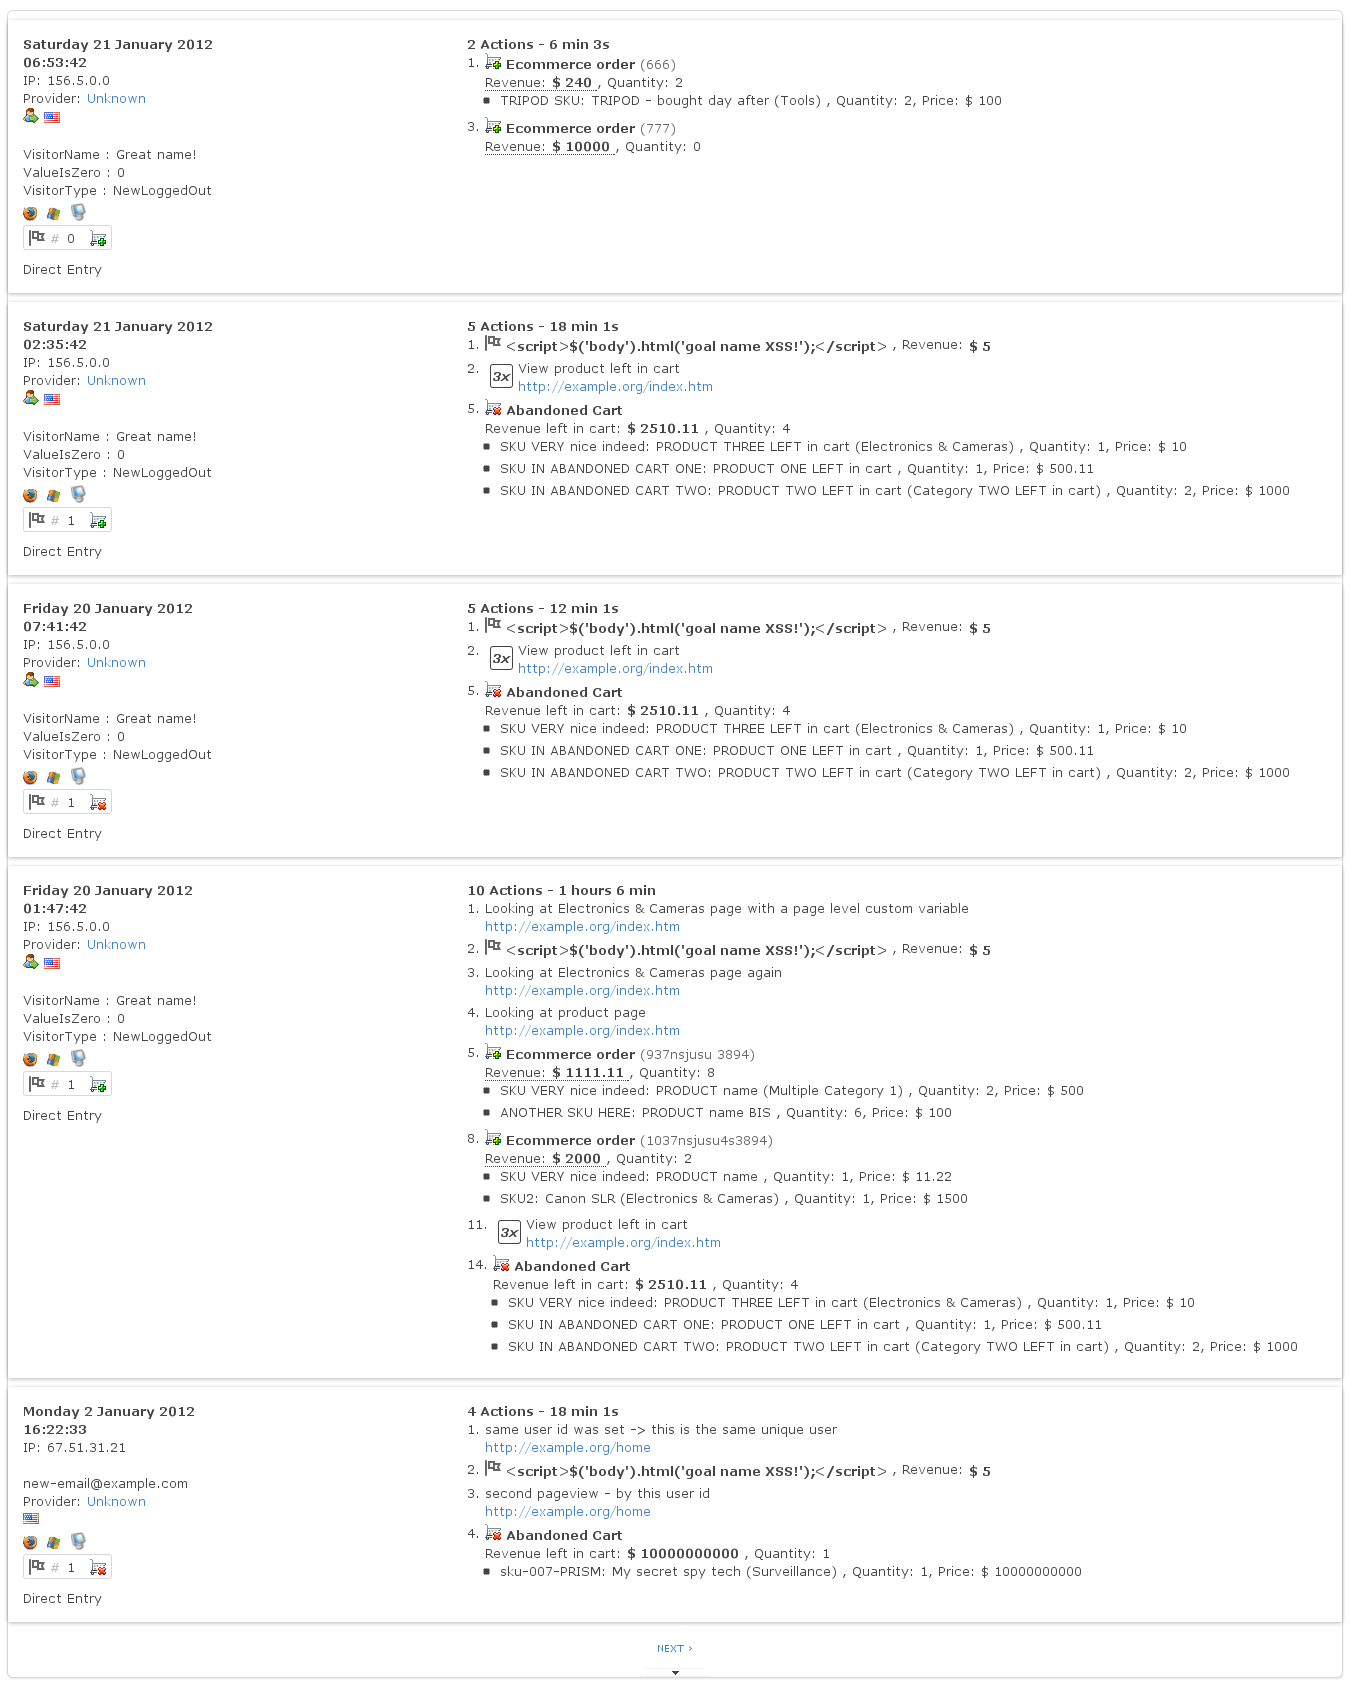 Saturday 21 January 2012
06:53:42
IP: 156.5.0.0
Provider: Unknown
VisitorName : Great name!
ValueIsZero : 0
VisitorType : NewLoggedOut
# 0
Direct Entry
2 Actions - 6 min 3s
1. Ecommerce order (666)
Revenue: $ 240 , Quantity: 2
TRIPOD SKU: TRIPOD - bought day after (Tools) , Quantity: 2, Price: $ 100
3. Ecommerce order (777)
Revenue: $ 10000 , Quantity: 0
Saturday 21 January 2012
02:35:42
IP: 156.5.0.0
Provider: Unknown
VisitorName : Great name!
ValueIsZero : 0
VisitorType : NewLoggedOut
# 1
Direct Entry
5 Actions - 18 min 1s
1. <script>$('body').html('goal name XSS!');</script> , Revenue: $ 5
2. 3x View product left in cart
http://example.org/index.htm
5. Abandoned Cart
Revenue left in cart: $ 2510.11 , Quantity: 4
SKU VERY nice indeed: PRODUCT THREE LEFT in cart (Electronics & Cameras) , Quantity: 1, Price: $ 10
SKU IN ABANDONED CART ONE: PRODUCT ONE LEFT in cart , Quantity: 1, Price: $ 500.11
SKU IN ABANDONED CART TWO: PRODUCT TWO LEFT in cart (Category TWO LEFT in cart) , Quantity: 2, Price: $ 1000
Friday 20 January 2012
07:41:42
IP: 156.5.0.0
Provider: Unknown
VisitorName : Great name!
ValueIsZero : 0
VisitorType : NewLoggedOut
# 1
Direct Entry
5 Actions - 12 min 1s
1. <script>$('body').html('goal name XSS!');</script> , Revenue: $ 5
2. 3x View product left in cart
http://example.org/index.htm
5. Abandoned Cart
Revenue left in cart: $ 2510.11 , Quantity: 4
SKU VERY nice indeed: PRODUCT THREE LEFT in cart (Electronics & Cameras) , Quantity: 1, Price: $ 10
SKU IN ABANDONED CART ONE: PRODUCT ONE LEFT in cart , Quantity: 1, Price: $ 500.11
SKU IN ABANDONED CART TWO: PRODUCT TWO LEFT in cart (Category TWO LEFT in cart) , Quantity: 2, Price: $ 1000
Friday 20 January 2012
01:47:42
IP: 156.5.0.0
Provider: Unknown
VisitorName : Great name!
ValueIsZero : 0
VisitorType : NewLoggedOut
# 1
Direct Entry
10 Actions - 1 hours 6 min
1. Looking at Electronics & Cameras page with a page level custom variable
http://example.org/index.htm
2. <script>$('body').html('goal name XSS!');</script> , Revenue: $ 5
3. Looking at Electronics & Cameras page again
http://example.org/index.htm
4. Looking at product page
http://example.org/index.htm
5. Ecommerce order (937nsjusu 3894)
Revenue: $ 1111.11 , Quantity: 8
SKU VERY nice indeed: PRODUCT name (Multiple Category 1) , Quantity: 2, Price: $ 500
ANOTHER SKU HERE: PRODUCT name BIS , Quantity: 6, Price: $ 100
8. Ecommerce order (1037nsjusu4s3894)
Revenue: $ 2000 , Quantity: 2
SKU VERY nice indeed: PRODUCT name , Quantity: 1, Price: $ 11.22
SKU2: Canon SLR (Electronics & Cameras) , Quantity: 1, Price: $ 1500
11. 3x View product left in cart
http://example.org/index.htm
14. Abandoned Cart
Revenue left in cart: $ 2510.11 , Quantity: 4
SKU VERY nice indeed: PRODUCT THREE LEFT in cart (Electronics & Cameras) , Quantity: 1, Price: $ 10
SKU IN ABANDONED CART ONE: PRODUCT ONE LEFT in cart , Quantity: 1, Price: $ 500.11
SKU IN ABANDONED CART TWO: PRODUCT TWO LEFT in cart (Category TWO LEFT in cart) , Quantity: 2, Price: $ 1000
Monday 2 January 2012
16:22:33
IP: 67.51.31.21
new-email@example.com
Provider: Unknown
# 1
Direct Entry
4 Actions - 18 min 1s
1. same user id was set -> this is the same unique user
http://example.org/home
2. <script>$('body').html('goal name XSS!');</script> , Revenue: $ 5
3. second pageview - by this user id
http://example.org/home
4. Abandoned Cart
Revenue left in cart: $ 10000000000 , Quantity: 1
sku-007-PRISM: My secret spy tech (Surveillance) , Quantity: 1, Price: $ 10000000000
NEXT ›